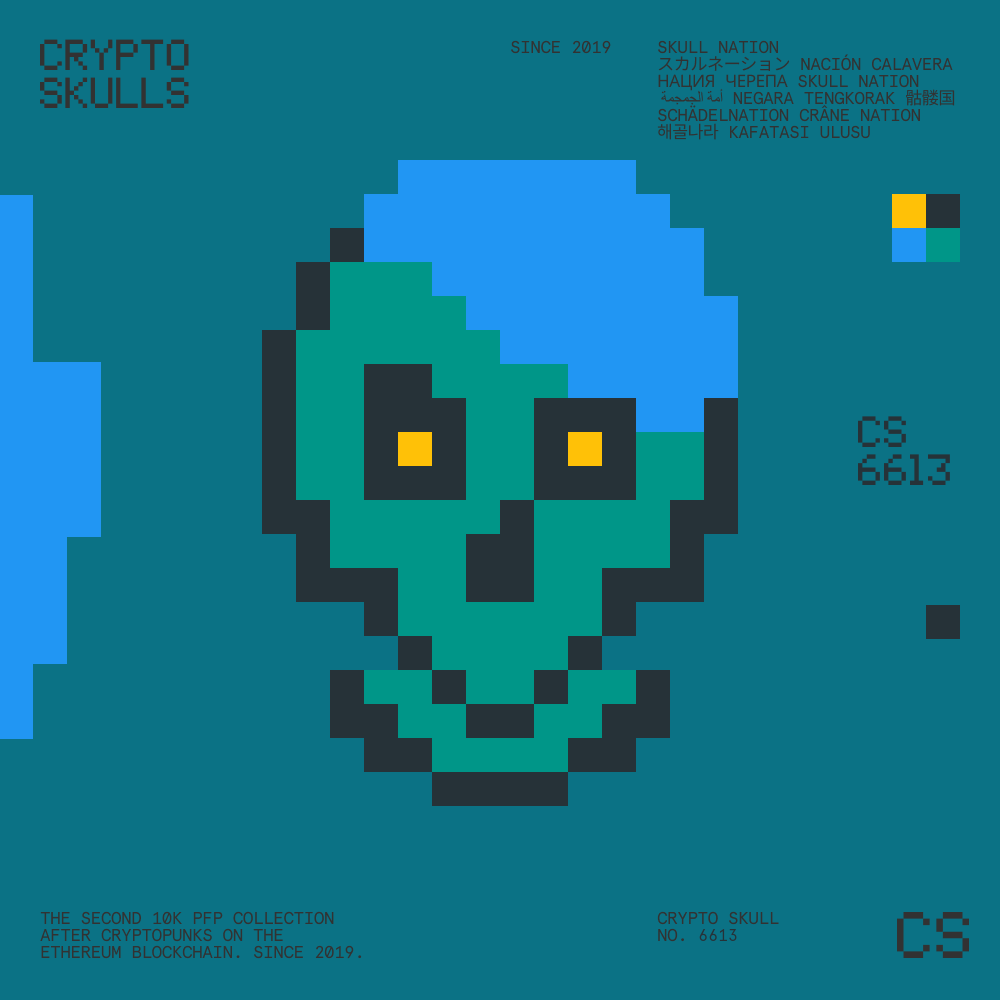 CRYPTO
SKULLS
SINCE 2019
SKULL NATION
スカルネーション NACIÓN CALAVERA
НАЦИЯ ЧЕРЕПА SKULL NATION
أمة الجمجمة NEGARA TENGKORAK 骷髅国
SCHÄDELNATION CRÂNE NATION
해골나라 KAFATASI ULUSU
CS
6613
THE SECOND 10K PFP COLLECTION
AFTER CRYPTOPUNKS ON THE
ETHEREUM BLOCKCHAIN. SINCE 2019.
CRYPTO SKULL
NO. 6613
CS